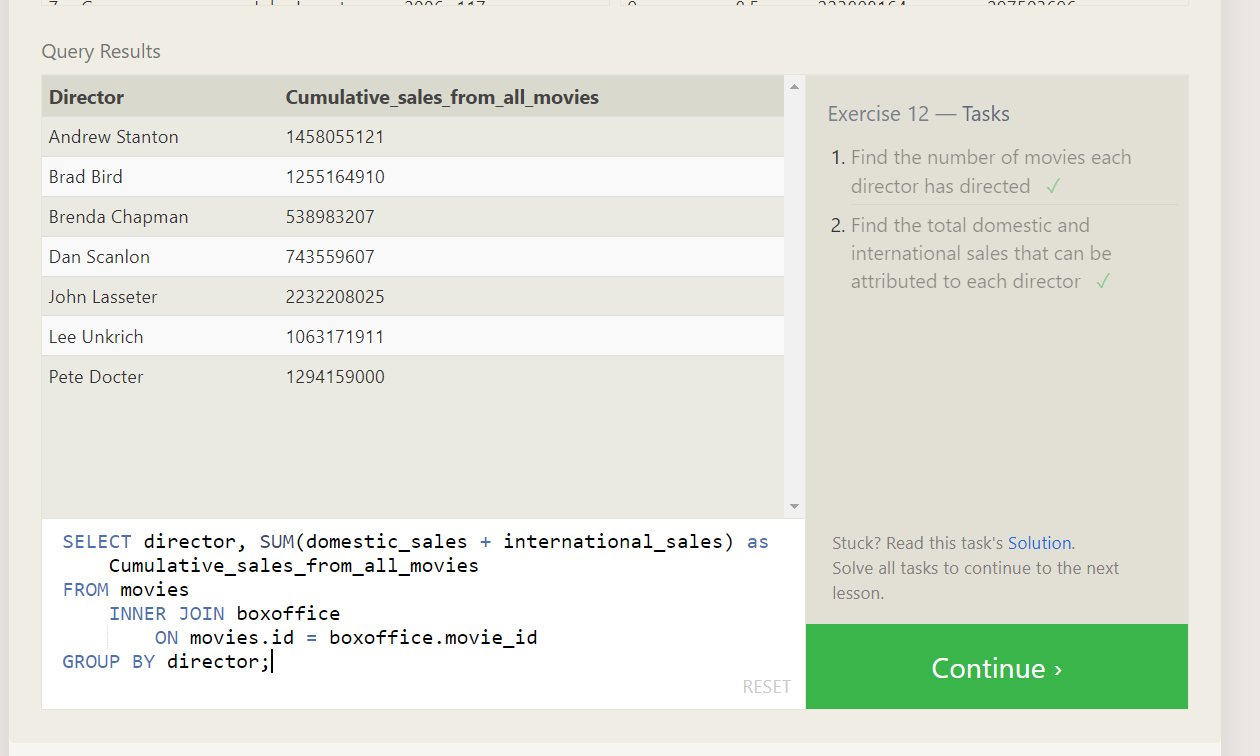 Query Results
Director Cumulative_sales_from_all_movies
Andrew Stanton 1458055121
Brad Bird 1255164910
Brenda Chapman 538983207
Dan Scanlon 743559607
John Lasseter 2232208025
Lee Unkrich 1063171911
Pete Docter 1294159000
SELECT director, SUM(domestic_sales + international_sales) as
Cumulative_sales_from_all_movies
FROM movies
INNER JOIN boxoffice
ON movies.id = boxoffice.movie_id
GROUP BY director;
RESET
Exercise 12 — Tasks
1. Find the number of movies each
director has directed ✓
2. Find the total domestic and
international sales that can be
attributed to each director ✓
Stuck? Read this task's Solution.
Solve all tasks to continue to the next
lesson.
Continue ›